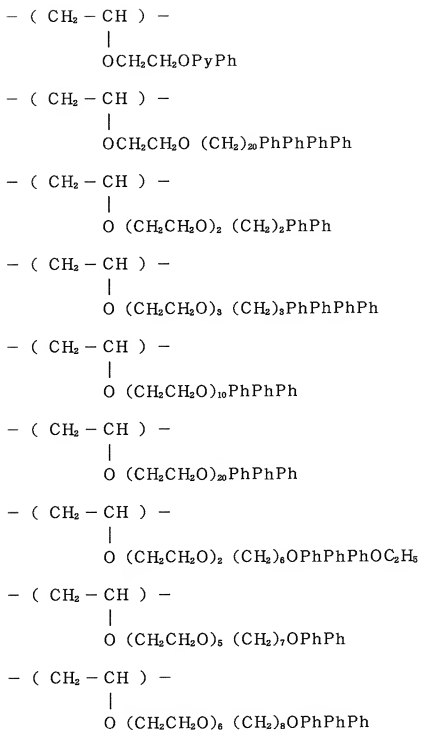 − ( CH₂ − CH ) −
|
OCH₂CH₂OPyPh
− ( CH₂ − CH ) −
|
OCH₂CH₂O (CH₂)₂₀PhPhPhPh
− ( CH₂ − CH ) −
|
O (CH₂CH₂O)₂ (CH₂)₂PhPh
− ( CH₂ − CH ) −
|
O (CH₂CH₂O)₃ (CH₂)₃PhPhPhPh
− ( CH₂ − CH ) −
|
O (CH₂CH₂O)₁₀PhPhPh
− ( CH₂ − CH ) −
|
O (CH₂CH₂O)₂₀PhPhPh
− ( CH₂ − CH ) −
|
O (CH₂CH₂O)₂ (CH₂)₆OPhPhPhOC₂H₅
− ( CH₂ − CH ) −
|
O (CH₂CH₂O)₅ (CH₂)₇OPhPh
− ( CH₂ − CH ) −
|
O (CH₂CH₂O)₆ (CH₂)₈OPhPhPh